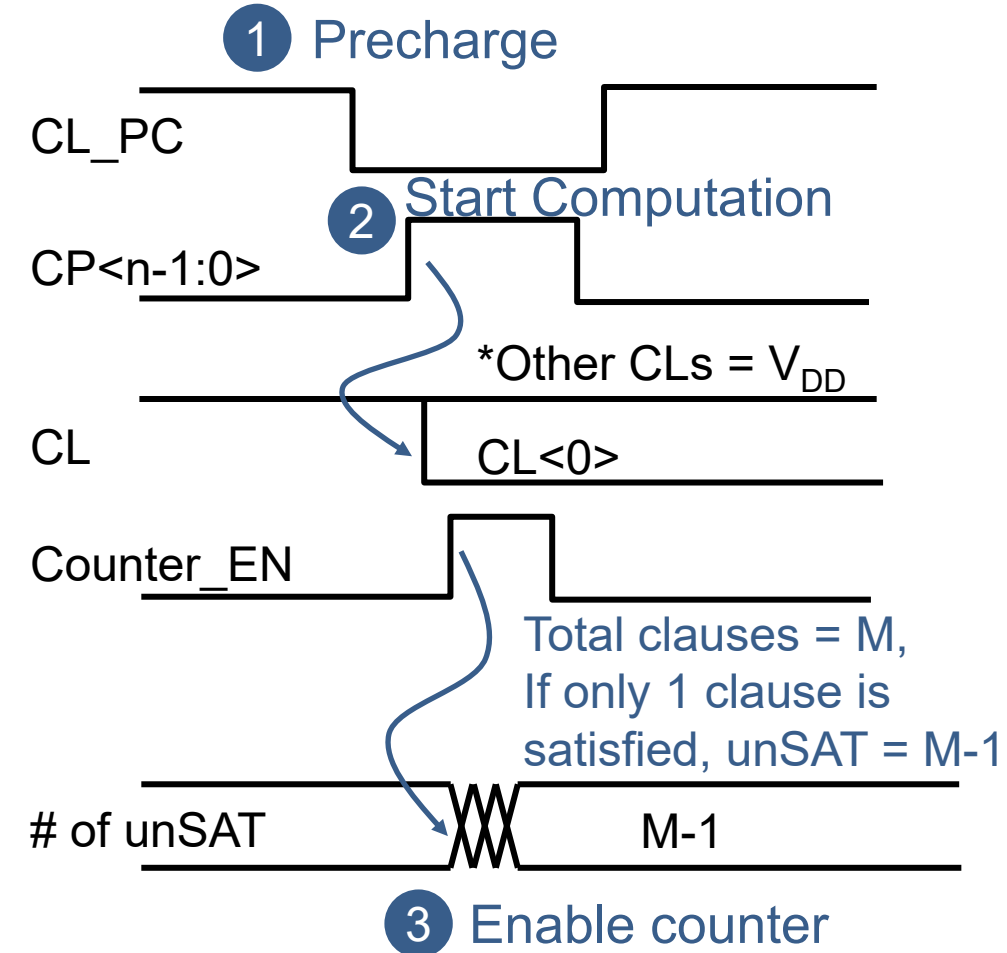 1 Precharge
CL_PC
2 Start Computation
CP<n-1:0>
*Other CLs = VDD
CL
CL<0>
Counter_EN
Total clauses = M,
If only 1 clause is
satisfied, unSAT = M-1
# of unSAT
M-1
3 Enable counter